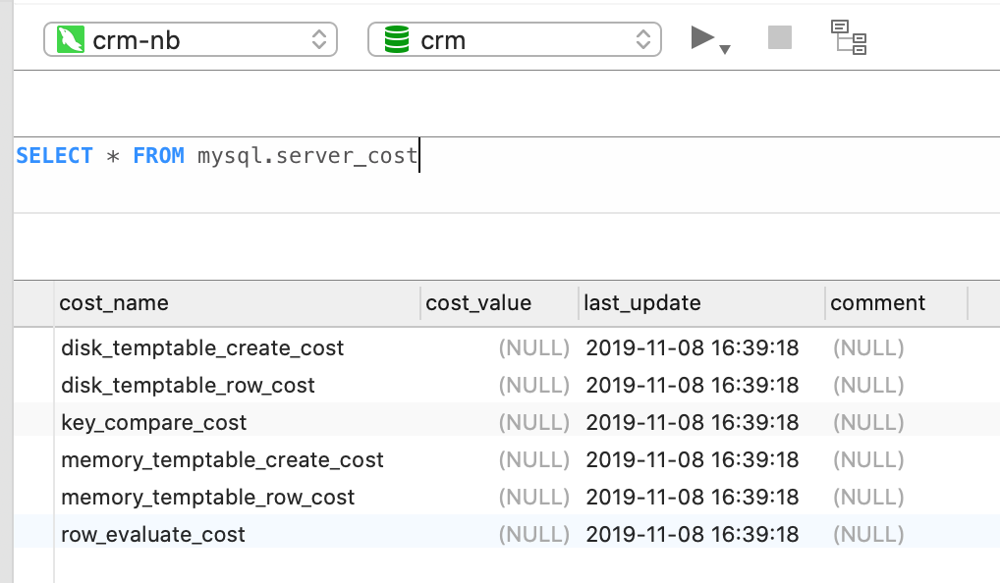 crm-nb crm
SELECT * FROM mysql.server_cost
cost_name cost_value last_update comment
disk_temptable_create_cost (NULL) 2019-11-08 16:39:18 (NULL)
disk_temptable_row_cost (NULL) 2019-11-08 16:39:18 (NULL)
key_compare_cost (NULL) 2019-11-08 16:39:18 (NULL)
memory_temptable_create_cost (NULL) 2019-11-08 16:39:18 (NULL)
memory_temptable_row_cost (NULL) 2019-11-08 16:39:18 (NULL)
row_evaluate_cost (NULL) 2019-11-08 16:39:18 (NULL)